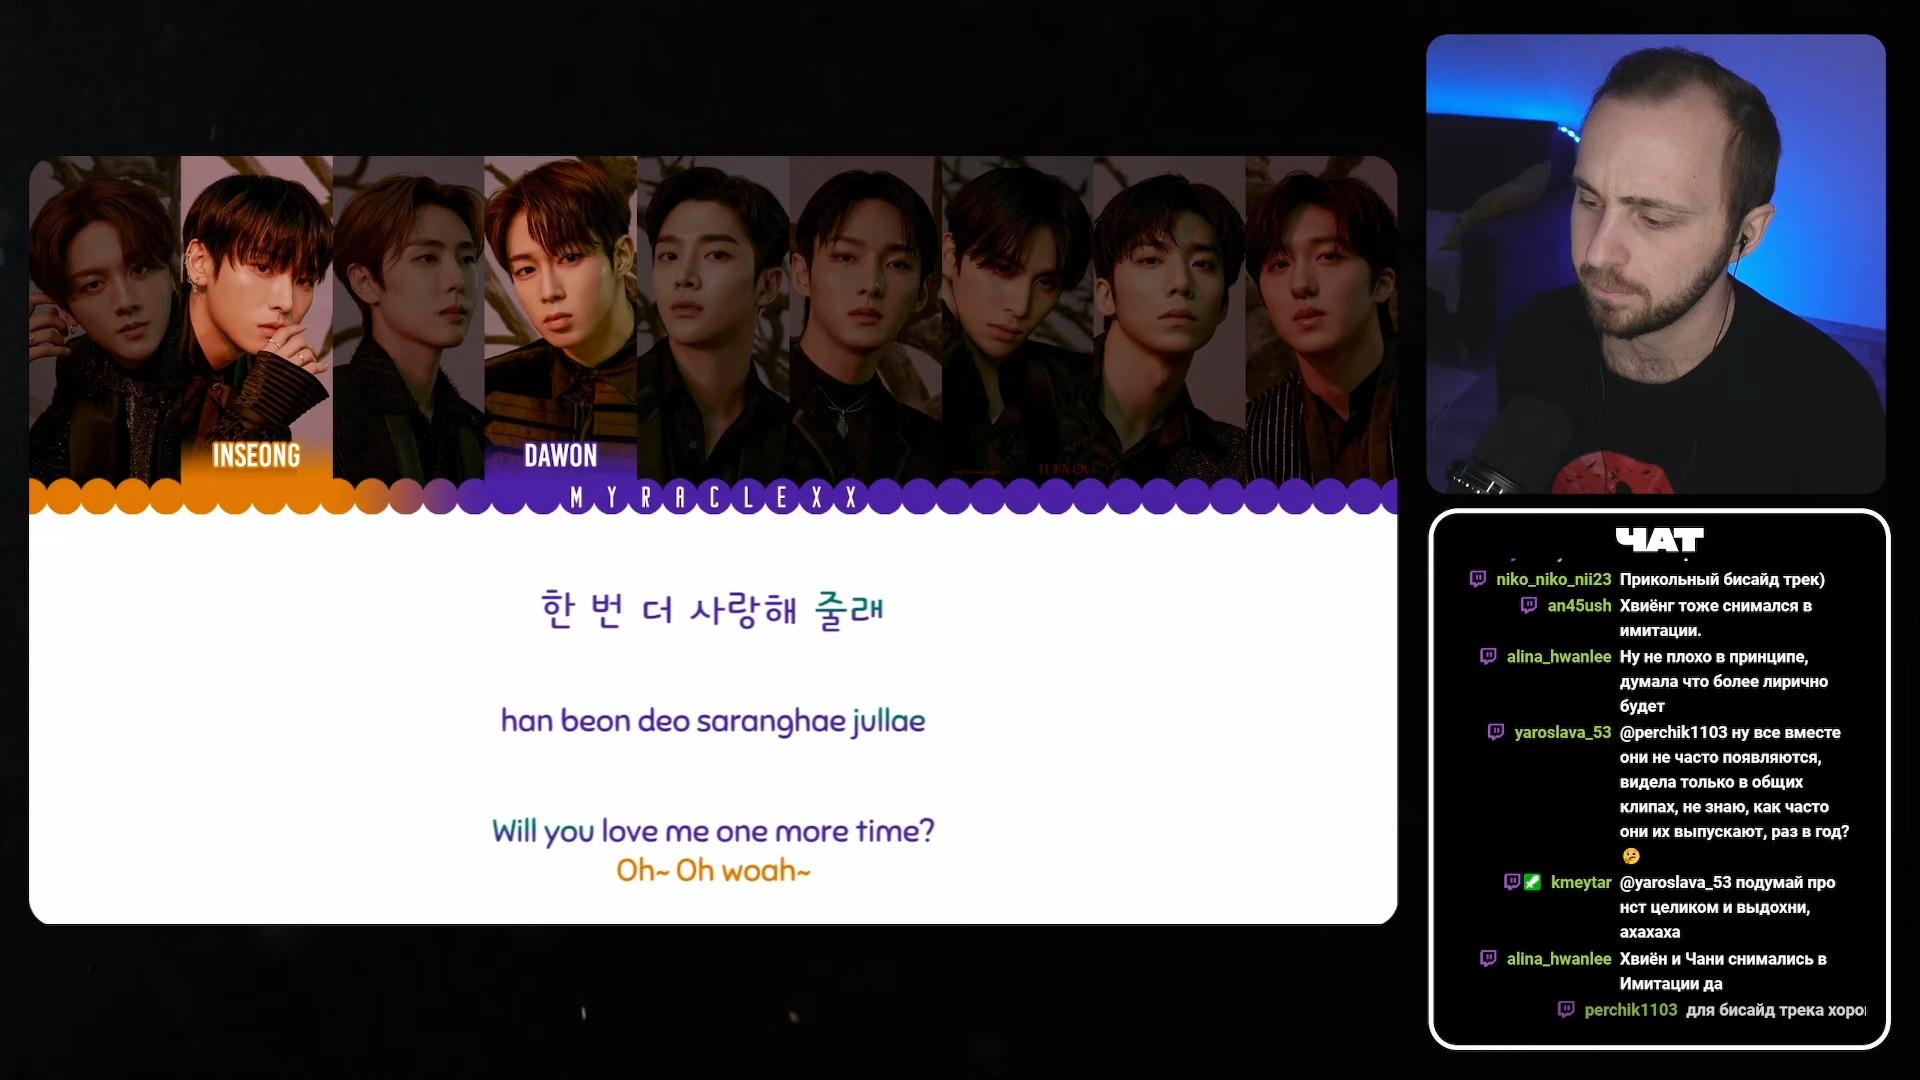 INSEONG
DAWON
MYRACLEXX
한 번 더 사랑해 줄래
han beon deo saranghae jullae
Will you love me one more time?
Oh~ Oh woah~
ЧАТ
niko_niko_nii23 Прикольный бисайд трек)
an45ush Хвиёнг тоже снимался в
имитации.
alina_hwanlee Ну не плохо в принципе,
думала что более лирично
будет
yaroslava_53 @perchik1103 ну все вместе
они не часто появляются,
видела только в общих
клипах, не знаю, как часто
они их выпускают, раз в год?
🤔
kmeytar @yaroslava_53 подумай про
нст целиком и выдохни,
ахахаха
alina_hwanlee Хвиён и Чани снимались в
Имитации да
perchik1103 для бисайд трека хоро